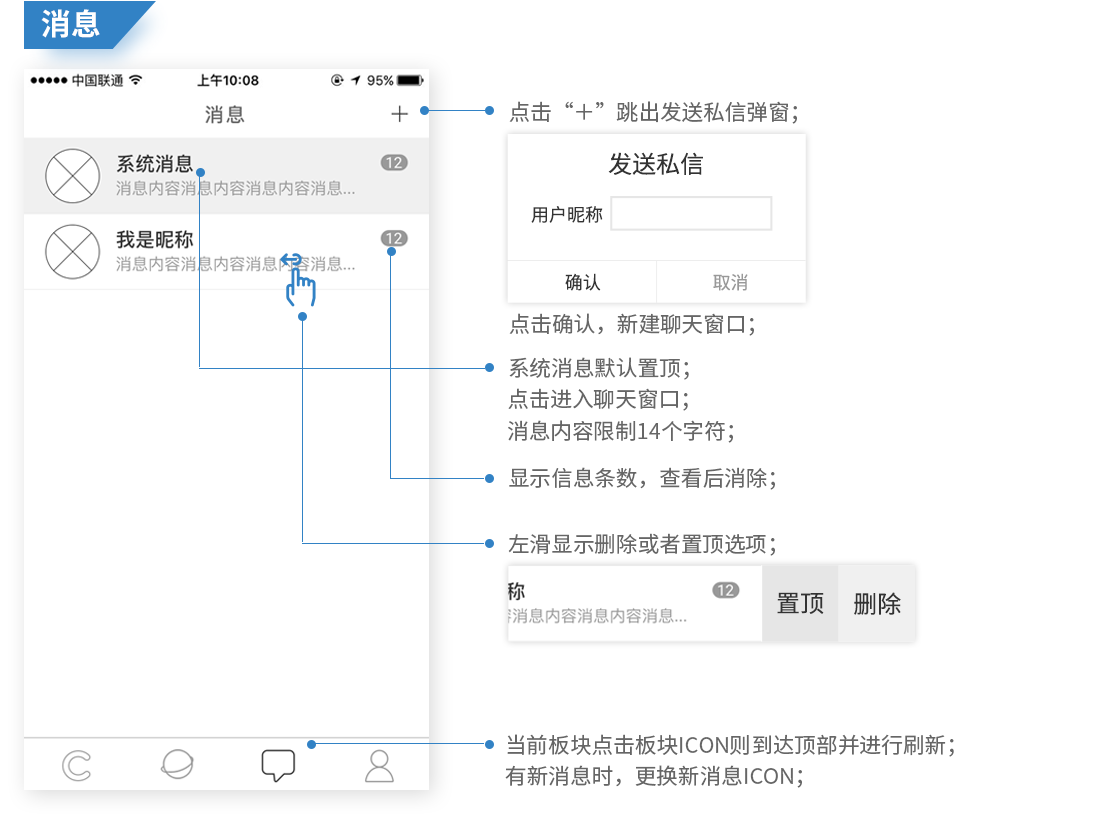 消息
中国联通
上午10:08
95%
消息
系统消息
12
消息内容消息内容消息内容消息...
我是昵称
12
消息内容消息内容消息内容消息...
点击“＋”跳出发送私信弹窗；
发送私信
用户昵称
确认
取消
点击确认，新建聊天窗口；
系统消息默认置顶；
点击进入聊天窗口；
消息内容限制14个字符；
显示信息条数，查看后消除；
左滑显示删除或者置顶选项；
称
12
消息内容消息内容消息...
置顶
删除
当前板块点击板块ICON则到达顶部并进行刷新；
有新消息时，更换新消息ICON；